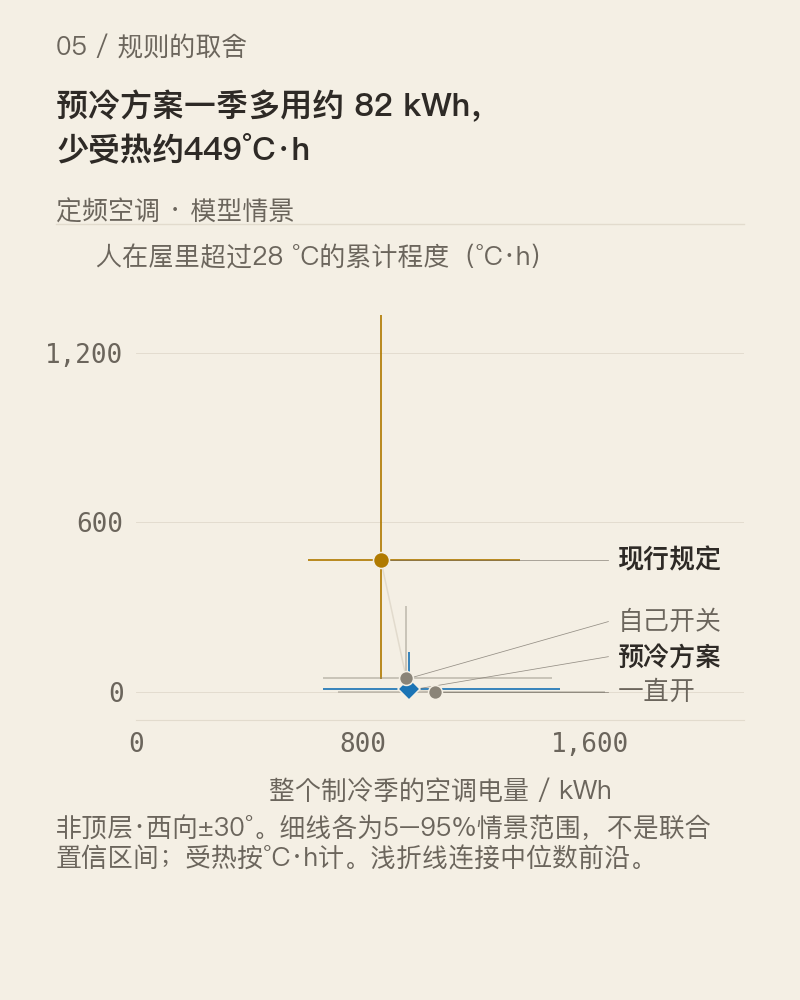 05 / 规则的取舍
预冷方案一季多用约 82 kWh,
少受热约449°C·h
定频空调 · 模型情景
人在屋里超过28 °C的累计程度（°C·h）
1,200
600
现行规定
自己开关
预冷方案
0
一直开
0
800
1,600
整个制冷季的空调电量 / kWh
非顶层·西向±30°。细线各为5—95%情景范围，不是联合
置信区间；受热按°C·h计。浅折线连接中位数前沿。